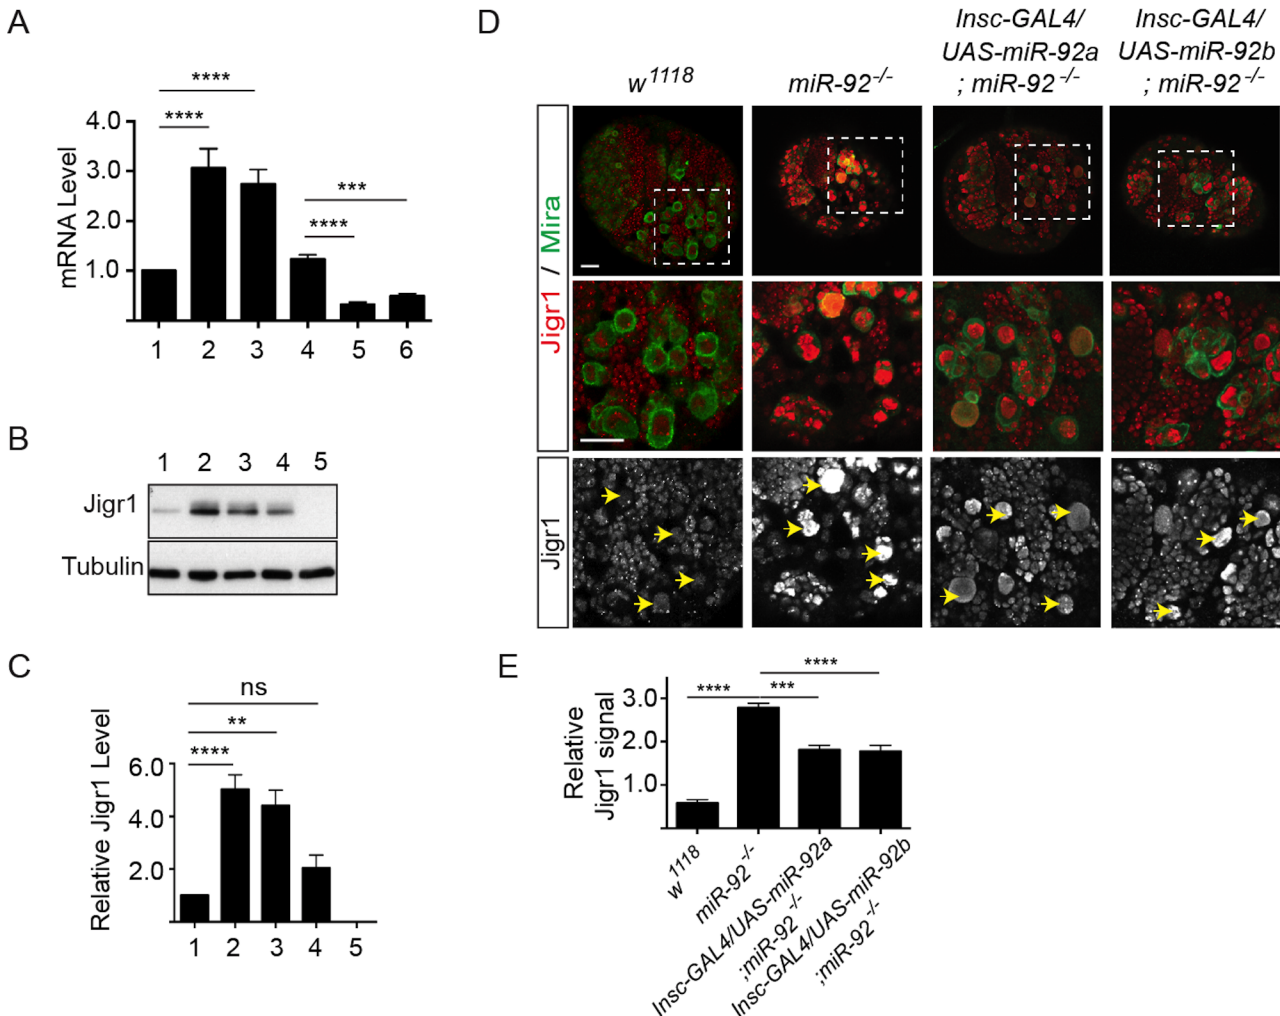 A
****
****
***
****
mRNA Level
4.0
3.0
2.0
1.0
1 2 3 4 5 6
B
1 2 3 4 5
Jigr1
Tubulin
C
ns
**
****
Relative Jigr1 Level
6.0
4.0
2.0
1 2 3 4 5
D
w1118
miR-92-/-
Insc-GAL4/
UAS-miR-92a
; miR-92-/-
Insc-GAL4/
UAS-miR-92b
; miR-92-/-
Jigr1 / Mira
Jigr1
E
****
**** ***
Relative
Jigr1 signal
3.0
2.0
1.0
w1118
miR-92-/-
Insc-GAL4/UAS-miR-92a
;miR-92-/-
Insc-GAL4/UAS-miR-92b
;miR-92-/-